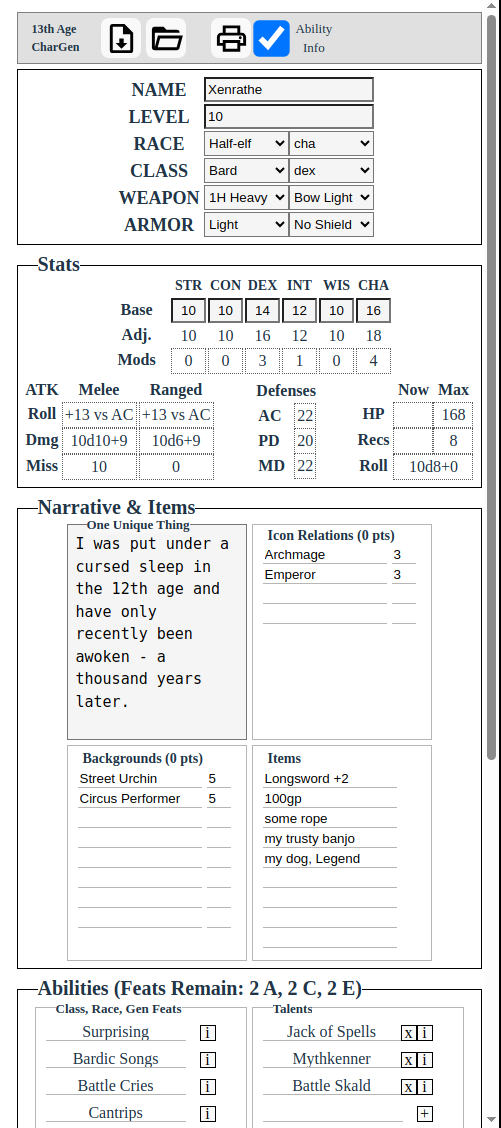 13th Age CharGen
Ability Info
NAME Xenrathe
LEVEL 10
RACE Half-elf cha
CLASS Bard dex
WEAPON 1H Heavy Bow Light
ARMOR Light No Shield
Stats
STR CON DEX INT WIS CHA
Base 10 10 14 12 10 16
Adj. 10 10 16 12 10 18
Mods 0 0 3 1 0 4
ATK Melee Ranged
Roll +13 vs AC +13 vs AC
Dmg 10d10+9 10d6+9
Miss 10 0
Defenses
AC 22
PD 20
MD 22
Now Max
HP 168
Recs 8
Roll 10d8+0
Narrative & Items
One Unique Thing
I was put under a
cursed sleep in
the 12th age and
have only
recently been
awoken - a
thousand years
later.
Icon Relations (0 pts)
Archmage 3
Emperor 3
Backgrounds (0 pts)
Street Urchin 5
Circus Performer 5
Items
Longsword +2
100gp
some rope
my trusty banjo
my dog, Legend
Abilities (Feats Remain: 2 A, 2 C, 2 E)
Class, Race, Gen Feats
Surprising i
Bardic Songs i
Battle Cries i
Cantrips i
Talents
Jack of Spells x i
Mythkenner x i
Battle Skald x i
+